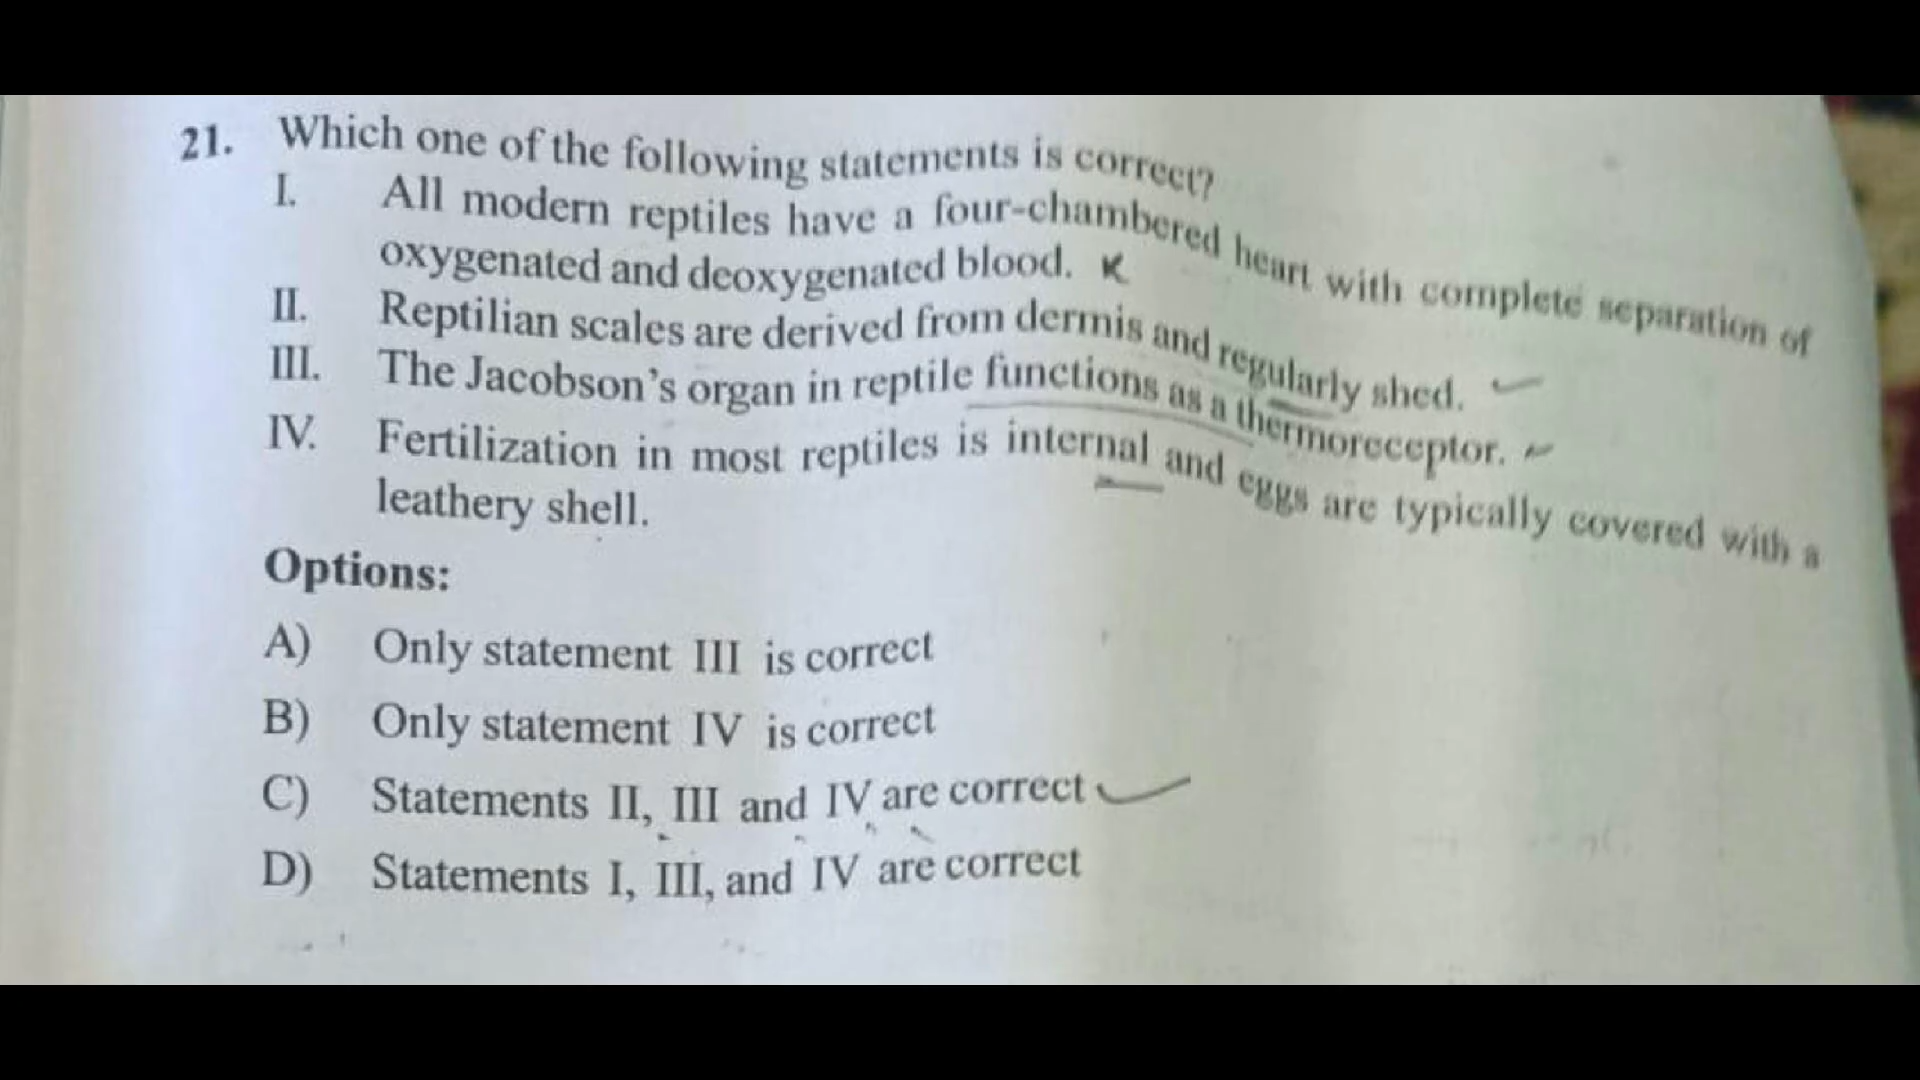 21. Which one of the following statements is correct?
I. All modern reptiles have a four-chambered heart with complete separation of
oxygenated and deoxygenated blood.
II. Reptilian scales are derived from dermis and regularly shed.
III. The Jacobson's organ in reptile functions as a thermoreceptor.
IV. Fertilization in most reptiles is internal and eggs are typically covered with a
leathery shell.
Options:
A) Only statement III is correct
B) Only statement IV is correct
C) Statements II, III and IV are correct
D) Statements I, III, and IV are correct